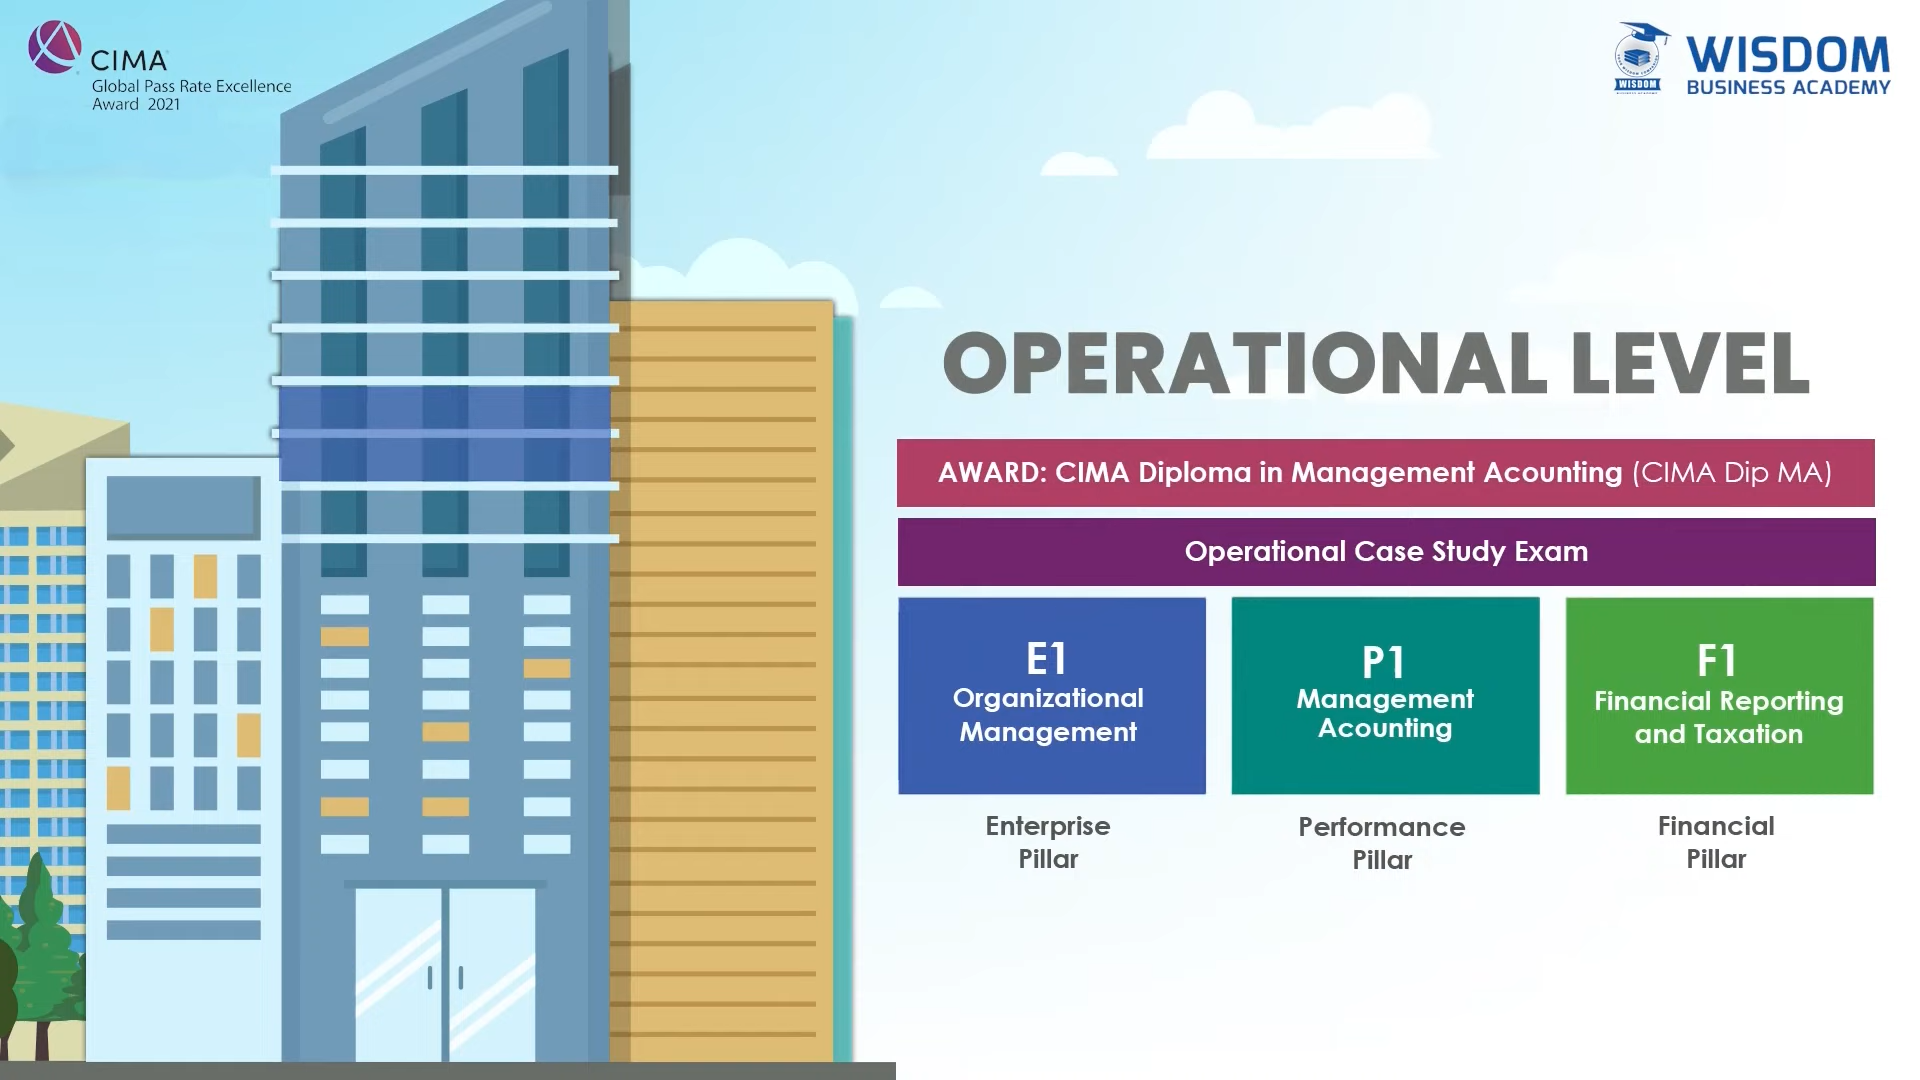 CIMA
Global Pass Rate Excellence
Award 2021
WISDOM
WISDOM
BUSINESS ACADEMY
OPERATIONAL LEVEL
AWARD: CIMA Diploma in Management Acounting (CIMA Dip MA)
Operational Case Study Exam
E1
Organizational
Management
P1
Management
Acounting
F1
Financial Reporting
and Taxation
Enterprise
Pillar
Performance
Pillar
Financial
Pillar